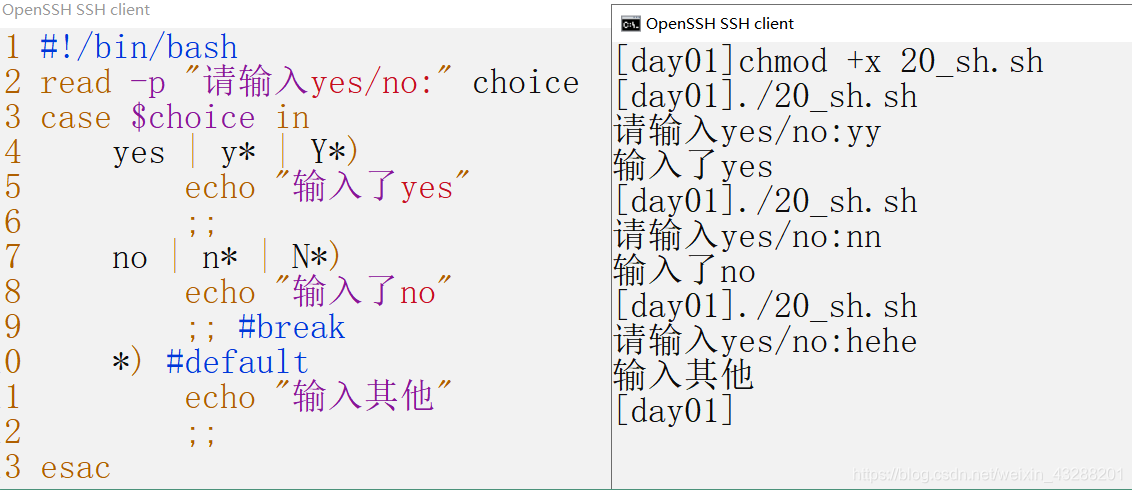 OpenSSH SSH client
1 #!/bin/bash
2 read -p "请输入yes/no:" choice
3 case $choice in
4 yes | y* | Y*)
5 echo "输入了yes"
6 ;;
7 no | n* | N*)
8 echo "输入了no"
9 ;; #break
0 *) #default
1 echo "输入其他"
2 ;;
3 esac
OpenSSH SSH client
[day01]chmod +x 20_sh.sh
[day01]./20_sh.sh
请输入yes/no:yy
输入了yes
[day01]./20_sh.sh
请输入yes/no:nn
输入了no
[day01]./20_sh.sh
请输入yes/no:hehe
输入其他
[day01]
https://blog.csdn.net/weixin_43288201